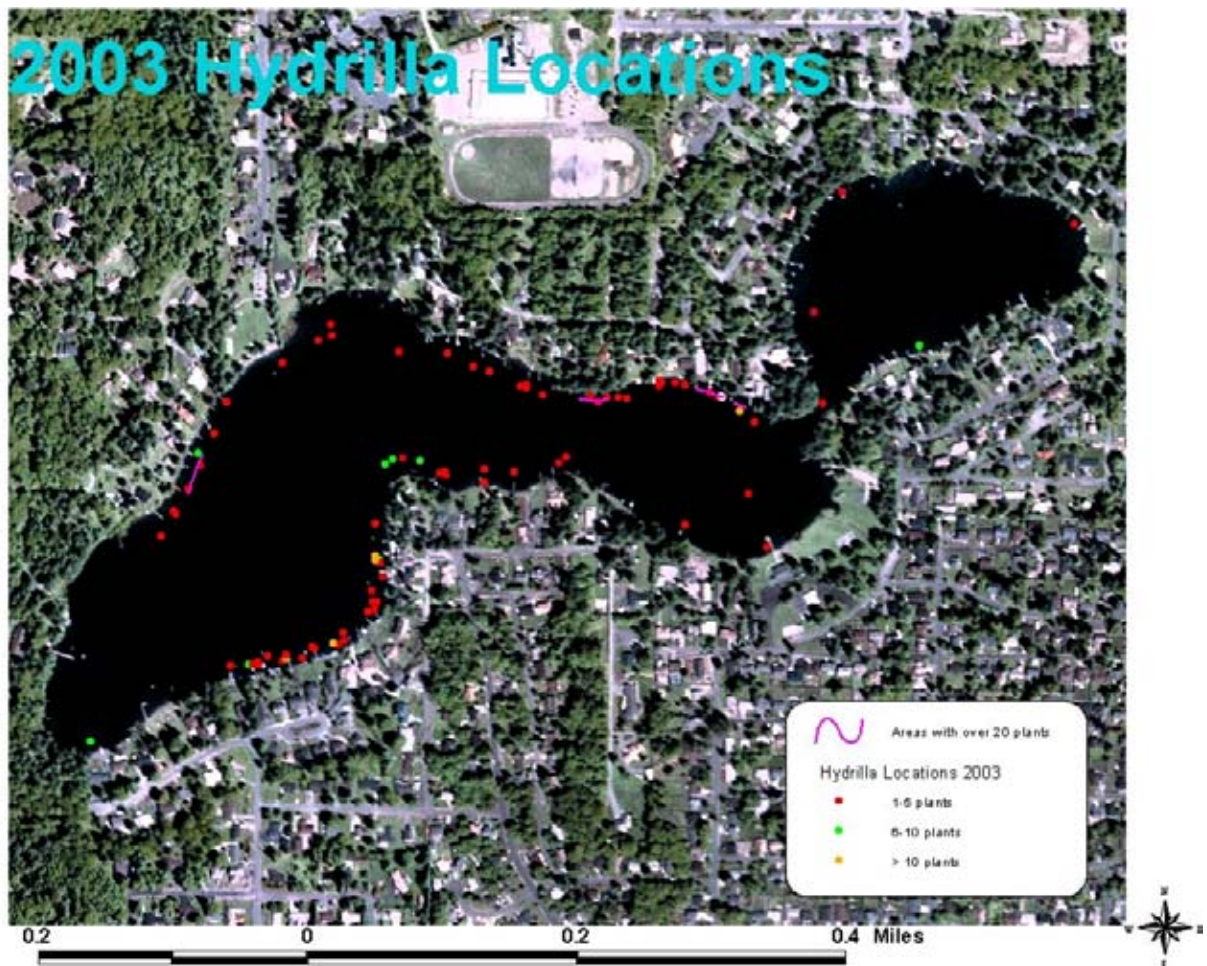 2003 Hydrilla Locations
Areas with over 20 plants
Hydrilla Locations 2003
1-5 plants
6-10 plants
> 10 plants
0.2 0 0.2 0.4 Miles